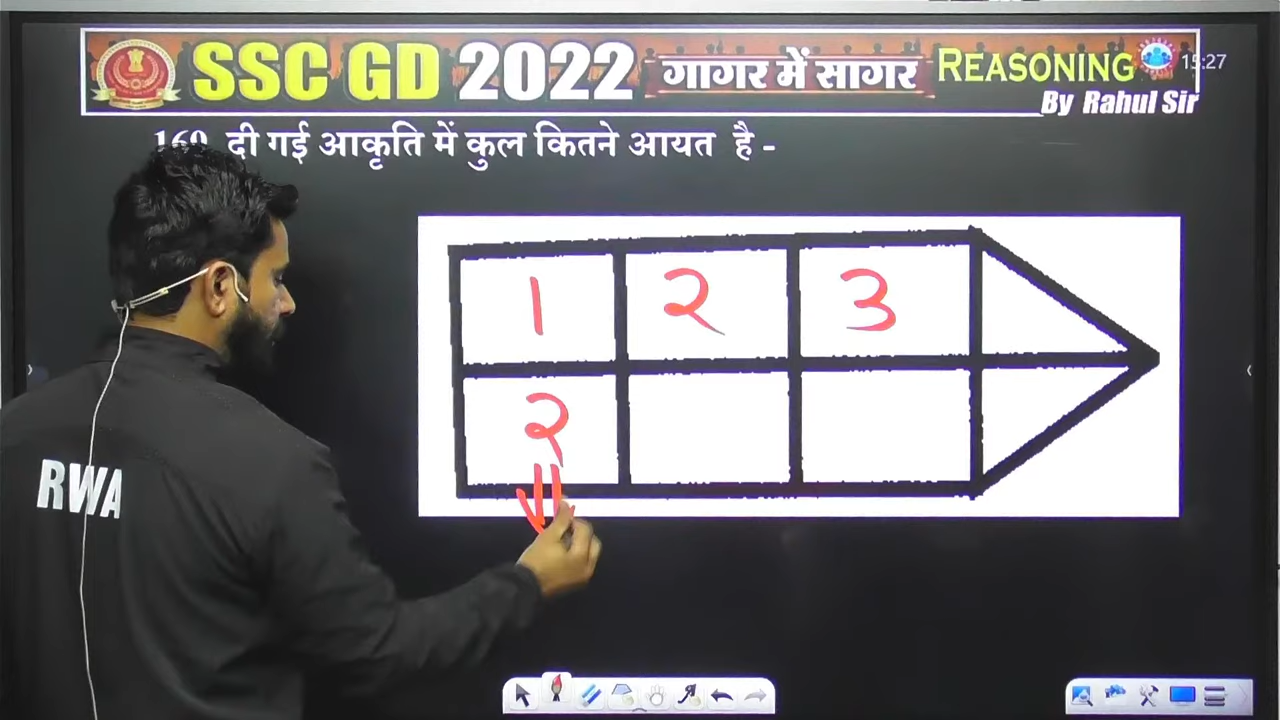 SSC GD 2022 गागर में सागर REASONING 15:27
By Rahul Sir
दी गई आकृति में कुल कितने आयत है -
1 २ 3
२
RWA